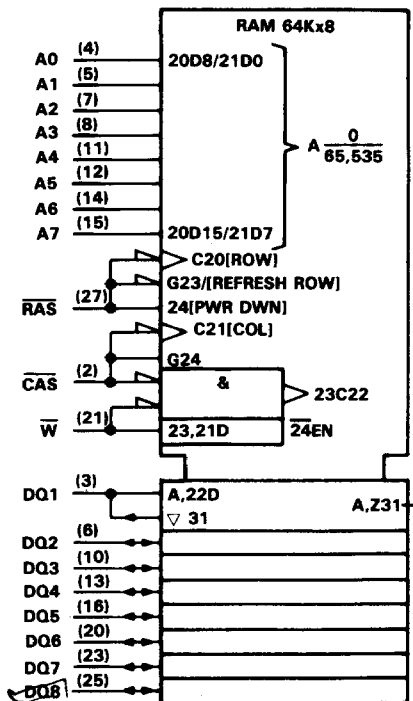 RAM 64Kx8
A0 (4) 20D8/21D0
A1 (5)
A2 (7)
A3 (8)
A4 (11)
A5 (12)
A6 (14)
A7 (15) 20D15/21D7
A 0
65,535
C20[ROW]
G23/[REFRESH ROW]
R̅A̅S̅ (27) 24[PWR DWN]
C21[COL]
G24
C̅A̅S̅ (2) & 23C22
W̅ (21) 23,21D 2̅4̅EN
DQ1 (3) A,22D A,Z31
▽ 31
DQ2 (6)
DQ3 (10)
DQ4 (13)
DQ5 (16)
DQ6 (20)
DQ7 (23)
DQ8 (25)